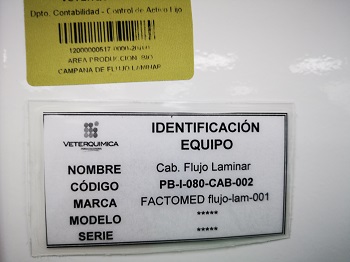 Dpto. Contabilidad - Control de Activo Fijo
AREA PRODUCCION BIO
CAMPANA DE FLUJO LAMINAR
VETERQUIMICA
IDENTIFICACIÓN
EQUIPO
NOMBRE Cab. Flujo Laminar
CÓDIGO PB-I-080-CAB-002
MARCA FACTOMED flujo-lam-001
MODELO *****
SERIE *****